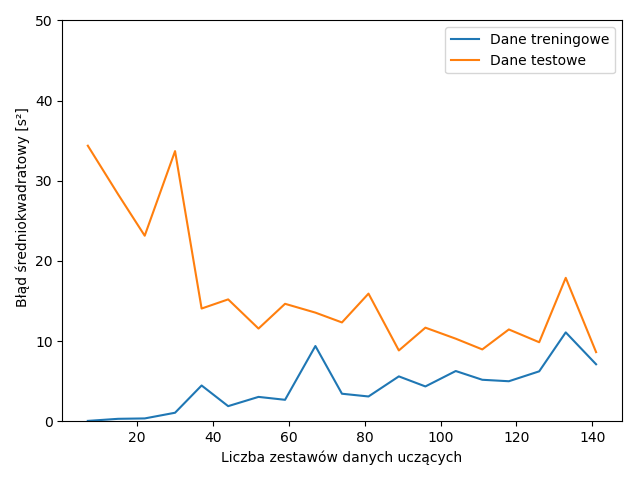 50
40
30
20
10
0
Błąd średniokwadratowy [s²]
Dane treningowe
Dane testowe
20 40 60 80 100 120 140
Liczba zestawów danych uczących